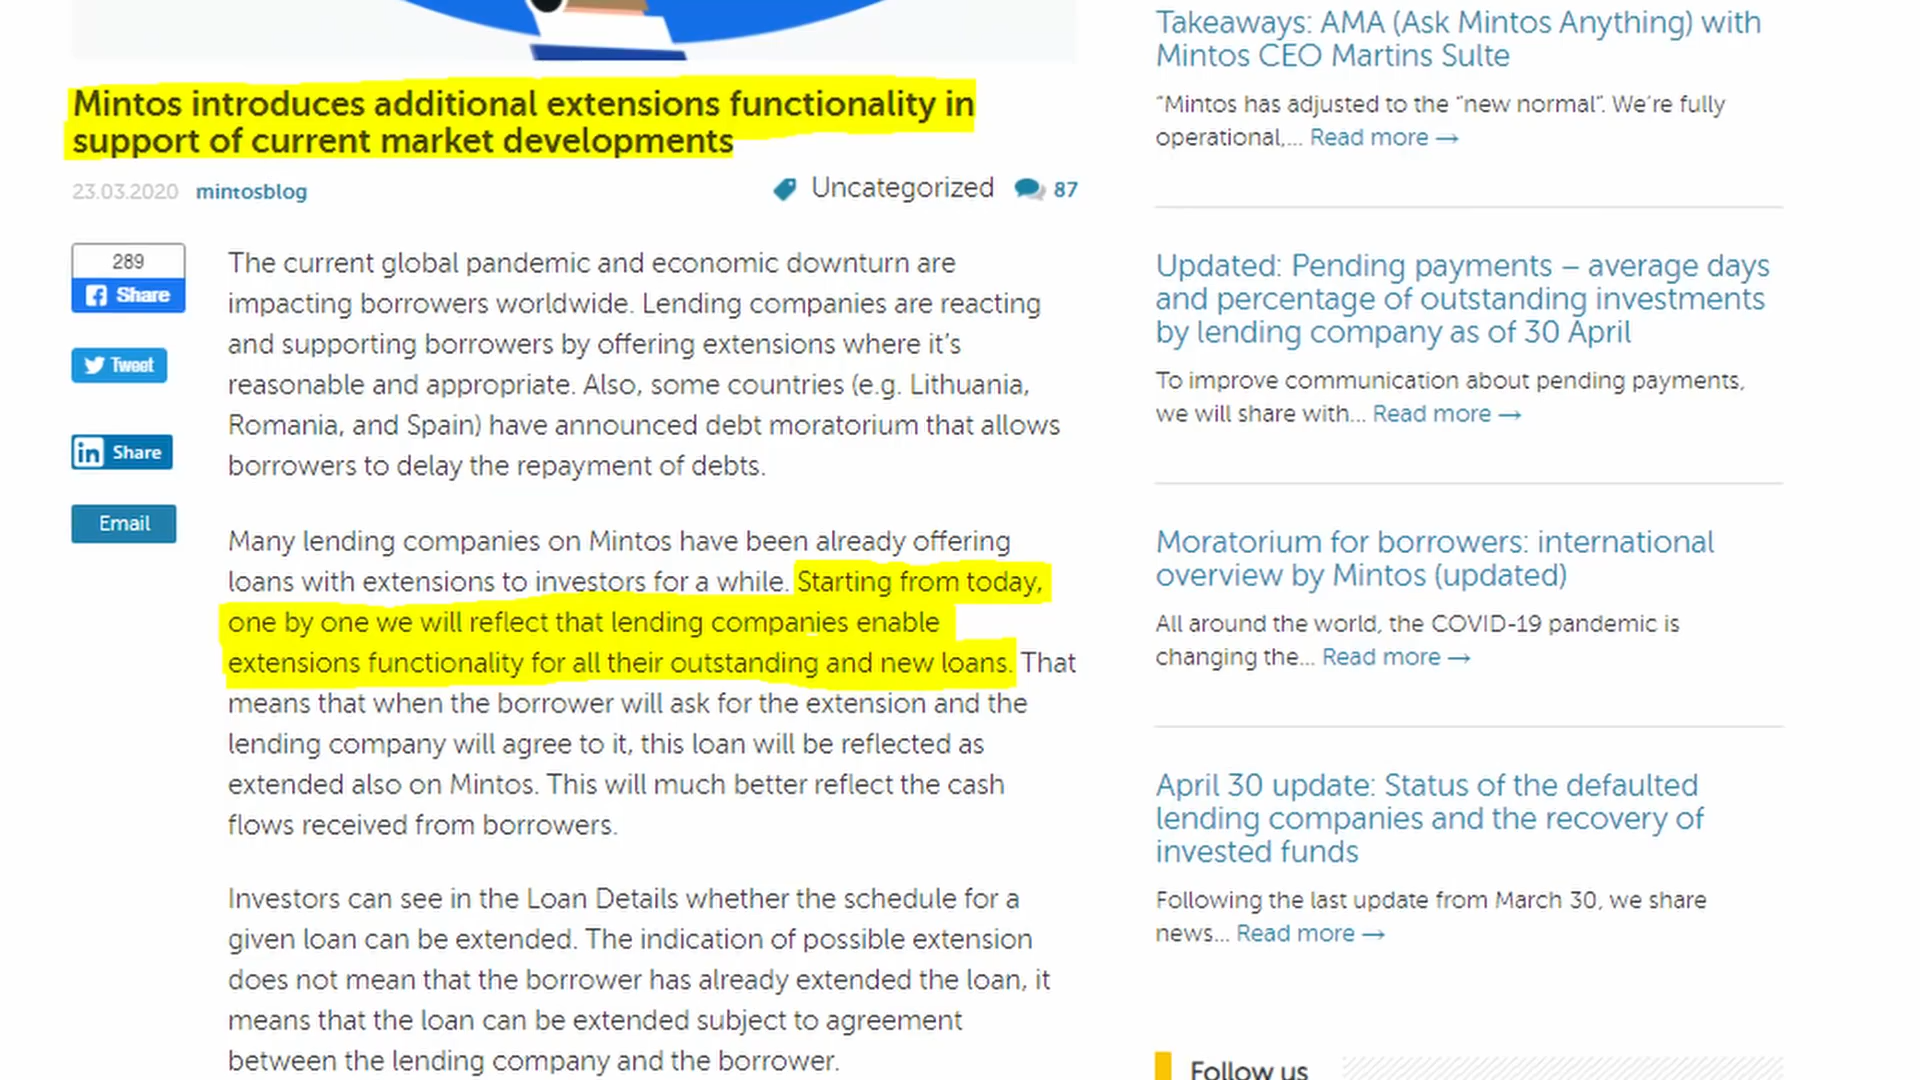 Mintos introduces additional extensions functionality in
support of current market developments
23.03.2020 mintosblog
Uncategorized 87
289
Share
Tweet
Share
Email
The current global pandemic and economic downturn are
impacting borrowers worldwide. Lending companies are reacting
and supporting borrowers by offering extensions where it's
reasonable and appropriate. Also, some countries (e.g. Lithuania,
Romania, and Spain) have announced debt moratorium that allows
borrowers to delay the repayment of debts.
Many lending companies on Mintos have been already offering
loans with extensions to investors for a while. Starting from today,
one by one we will reflect that lending companies enable
extensions functionality for all their outstanding and new loans. That
means that when the borrower will ask for the extension and the
lending company will agree to it, this loan will be reflected as
extended also on Mintos. This will much better reflect the cash
flows received from borrowers.
Investors can see in the Loan Details whether the schedule for a
given loan can be extended. The indication of possible extension
does not mean that the borrower has already extended the loan, it
means that the loan can be extended subject to agreement
between the lending company and the borrower.
Takeaways: AMA (Ask Mintos Anything) with
Mintos CEO Martins Sulte
“Mintos has adjusted to the “new normal”. We're fully
operational,... Read more →
Updated: Pending payments – average days
and percentage of outstanding investments
by lending company as of 30 April
To improve communication about pending payments,
we will share with... Read more →
Moratorium for borrowers: international
overview by Mintos (updated)
All around the world, the COVID-19 pandemic is
changing the... Read more →
April 30 update: Status of the defaulted
lending companies and the recovery of
invested funds
Following the last update from March 30, we share
news... Read more →
Follow us